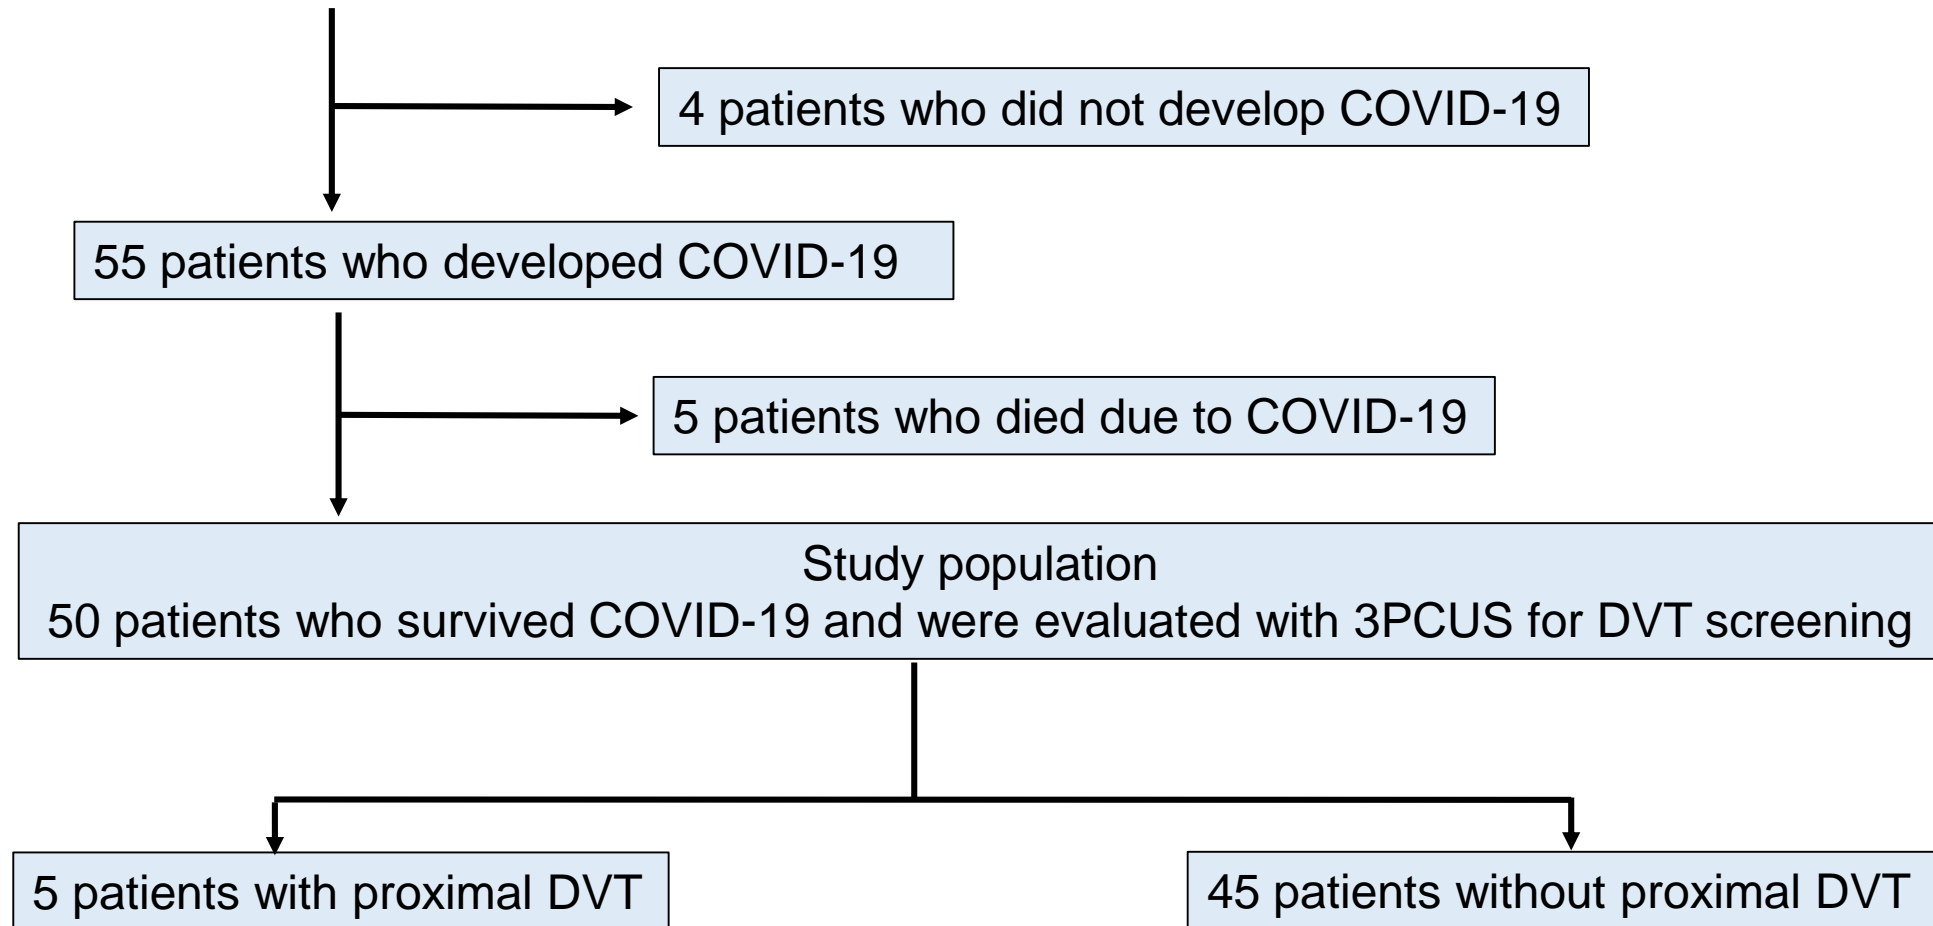 4 patients who did not develop COVID-19
55 patients who developed COVID-19
5 patients who died due to COVID-19
Study population
50 patients who survived COVID-19 and were evaluated with 3PCUS for DVT screening
5 patients with proximal DVT
45 patients without proximal DVT